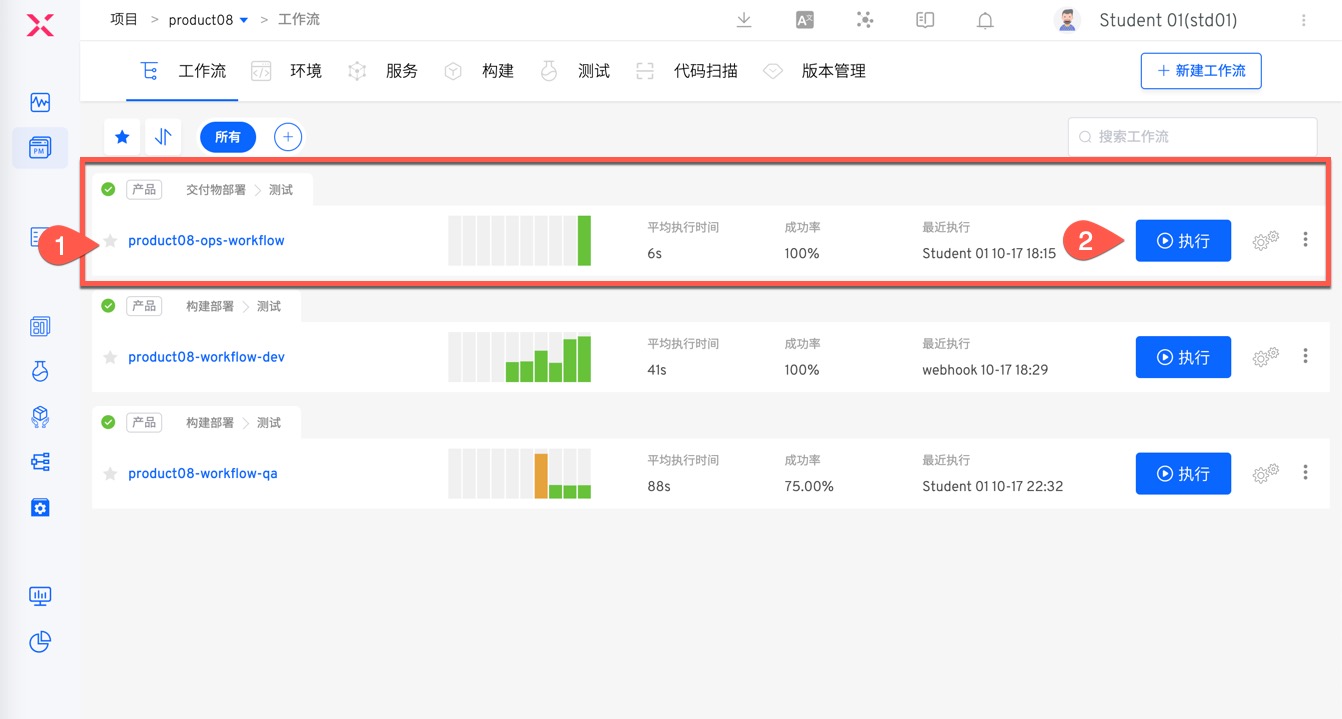 项目 > product08 > 工作流
Student 01(std01)
工作流 环境 服务 构建 测试 代码扫描 版本管理
+ 新建工作流
所有
搜索工作流
PM
产品 交付物部署 测试
1
product08-ops-workflow
平均执行时间 成功率 最近执行
6s 100% Student 01 10-17 18:15
2
执行
产品 构建部署 测试
product08-workflow-dev
平均执行时间 成功率 最近执行
41s 100% webhook 10-17 18:29
执行
产品 构建部署 测试
product08-workflow-qa
平均执行时间 成功率 最近执行
88s 75.00% Student 01 10-17 22:32
执行